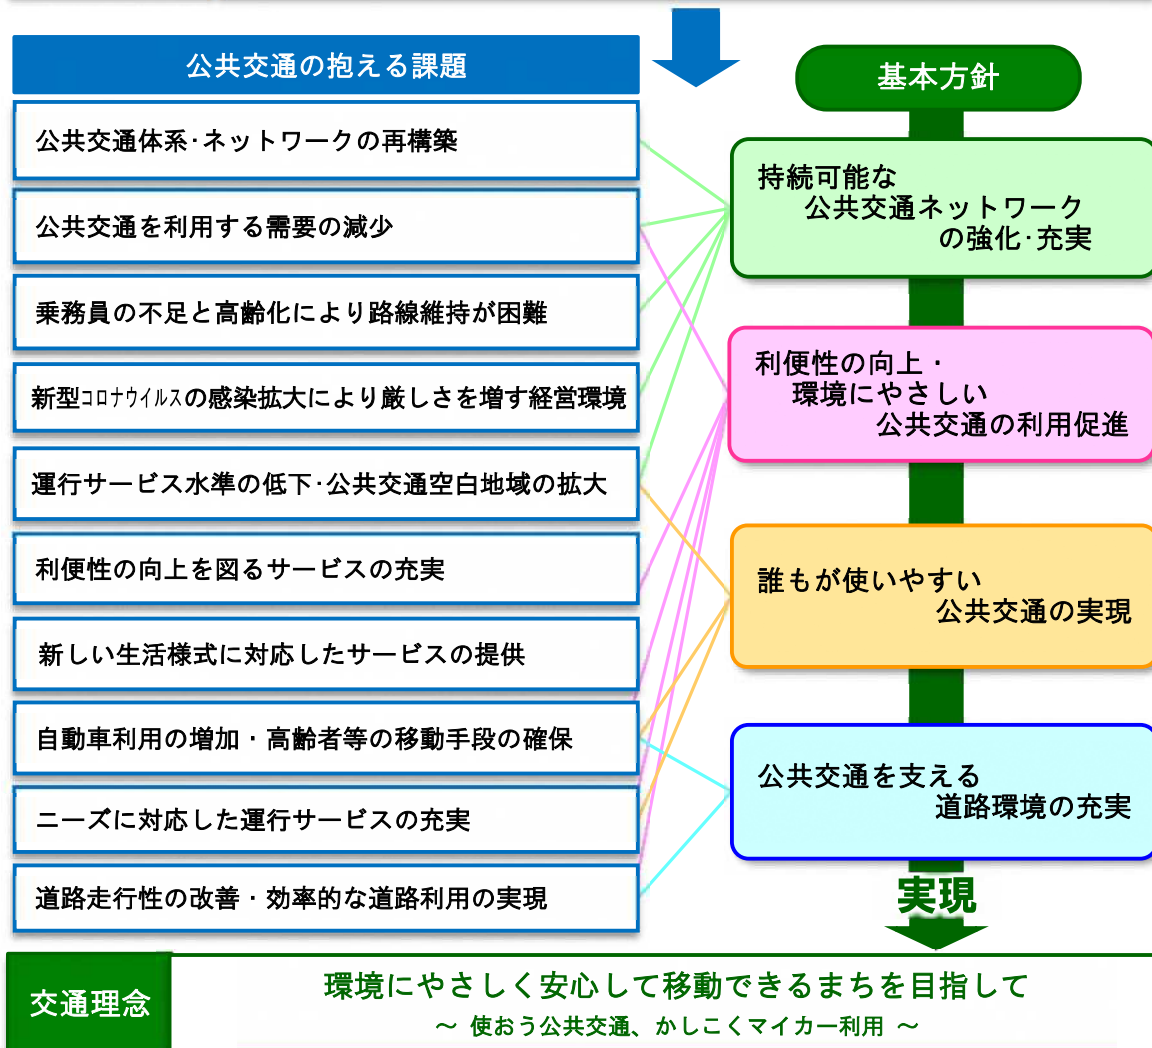 公共交通の抱える課題
公共交通体系・ネットワークの再構築
公共交通を利用する需要の減少
乗務員の不足と高齢化により路線維持が困難
新型コロナウイルスの感染拡大により厳しさを増す経営環境
運行サービス水準の低下・公共交通空白地域の拡大
利便性の向上を図るサービスの充実
新しい生活様式に対応したサービスの提供
自動車利用の増加・高齢者等の移動手段の確保
ニーズに対応した運行サービスの充実
道路走行性の改善・効率的な道路利用の実現
基本方針
持続可能な
公共交通ネットワーク
の強化・充実
利便性の向上・
環境にやさしい
公共交通の利用促進
誰もが使いやすい
公共交通の実現
公共交通を支える
道路環境の充実
実現
交通理念
環境にやさしく安心して移動できるまちを目指して
～ 使おう公共交通、かしこくマイカー利用 ～